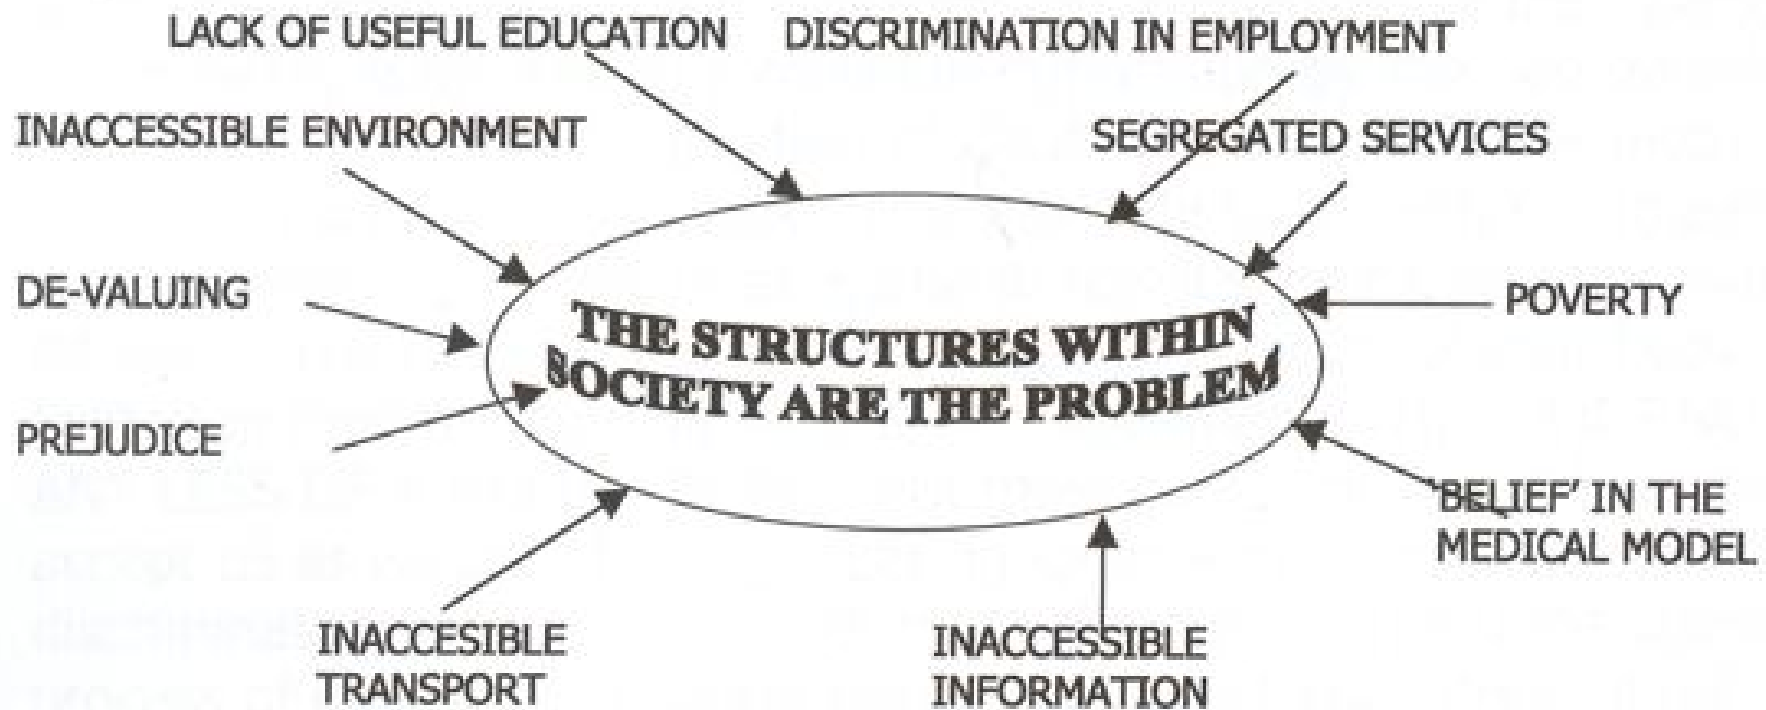 LACK OF USEFUL EDUCATION
DISCRIMINATION IN EMPLOYMENT
INACCESSIBLE ENVIRONMENT
SEGREGATED SERVICES
DE-VALUING
POVERTY
THE STRUCTURES WITHIN
SOCIETY ARE THE PROBLEM
PREJUDICE
'BELIEF' IN THE
MEDICAL MODEL
INACCESIBLE
TRANSPORT
INACCESSIBLE
INFORMATION